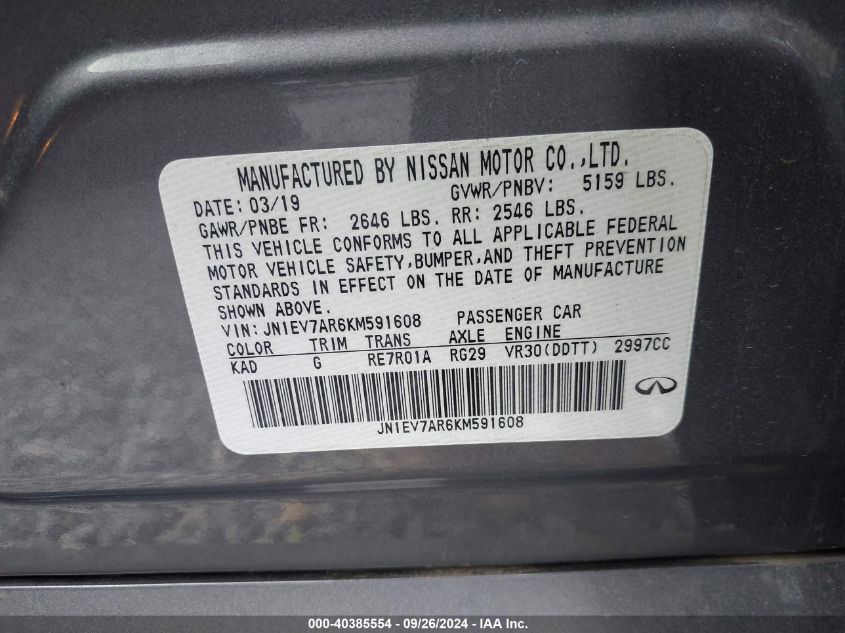 MANUFACTURED BY NISSAN MOTOR CO.,LTD.
DATE: 03/19 GVWR/PNBV: 5159 LBS.
GAWR/PNBE FR: 2646 LBS. RR: 2546 LBS.
THIS VEHICLE CONFORMS TO ALL APPLICABLE FEDERAL
MOTOR VEHICLE SAFETY,BUMPER,AND THEFT PREVENTION
STANDARDS IN EFFECT ON THE DATE OF MANUFACTURE
SHOWN ABOVE.
VIN: JN1EV7AR6KM591608 PASSENGER CAR
COLOR TRIM TRANS AXLE ENGINE
KAD G RE7R01A RG29 VR30(DDTT) 2997CC
JN1EV7AR6KM591608
000-40385554 - 09/26/2024 - IAA Inc.